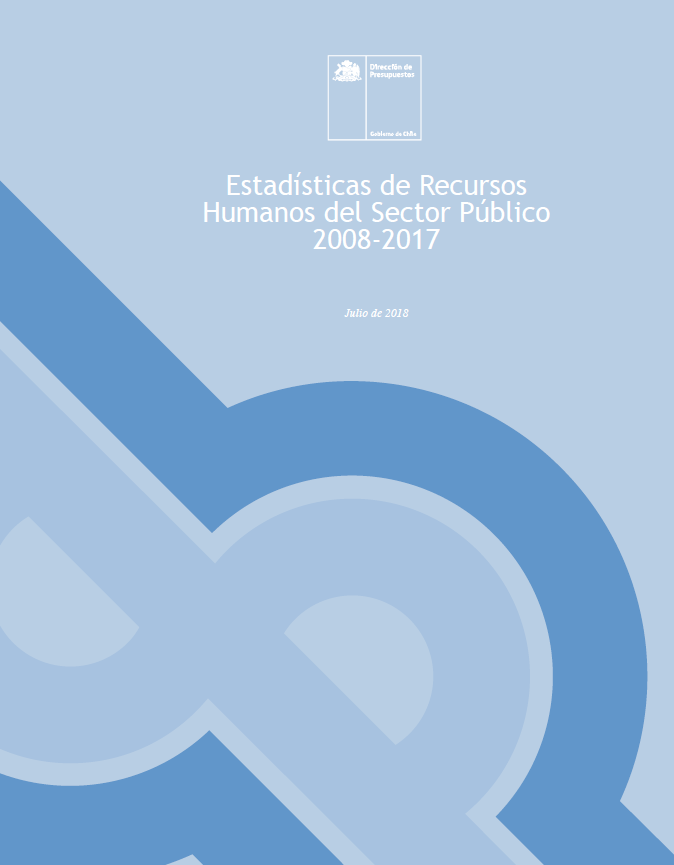 Dirección de
Presupuestos
Gobierno de Chile
Estadísticas de Recursos
Humanos del Sector Público
2008-2017
Julio de 2018